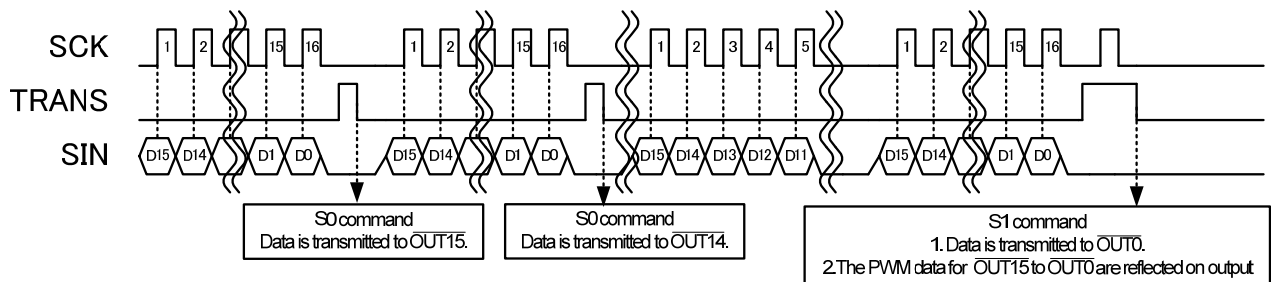 SCK 1 2 15 16 1 2 15 16 1 2 3 4 5 1 2 15 16
TRANS
SIN D15 D14 D1 D0 D15 D14 D1 D0 D15 D14 D13 D12 D11 D15 D14 D1 D0
S0 command
Data is transmitted to OUT15.
S0 command
Data is transmitted to OUT14.
S1 command
1. Data is transmitted to OUT0.
2.The PWM data for OUT15 to OUT0 are reflected on output